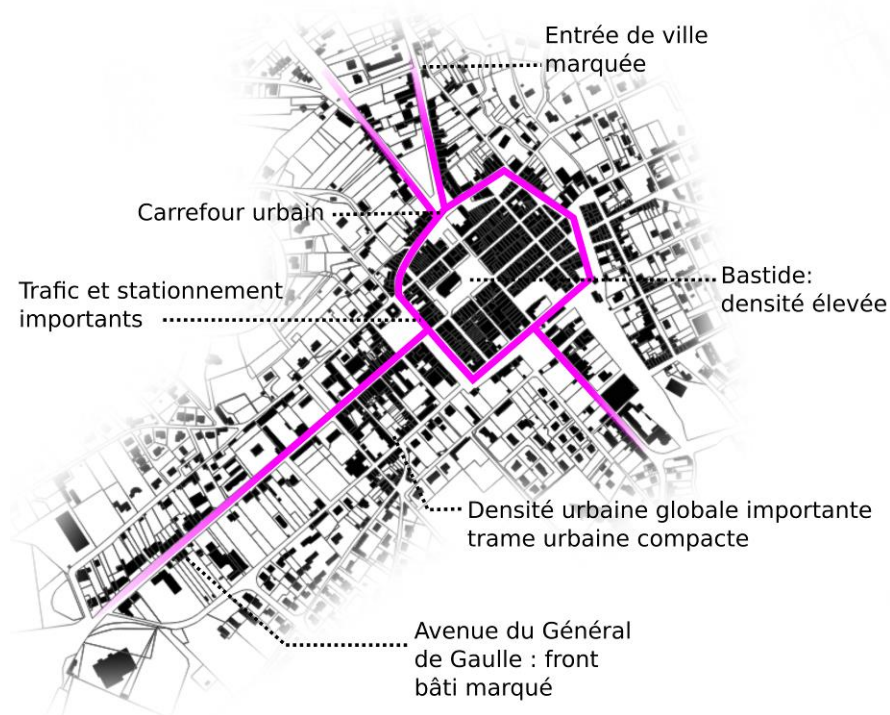 Entrée de ville
marquée
Carrefour urbain
Trafic et stationnement
importants
Bastide:
densité élevée
Densité urbaine globale importante
trame urbaine compacte
Avenue du Général
de Gaulle : front
bâti marqué